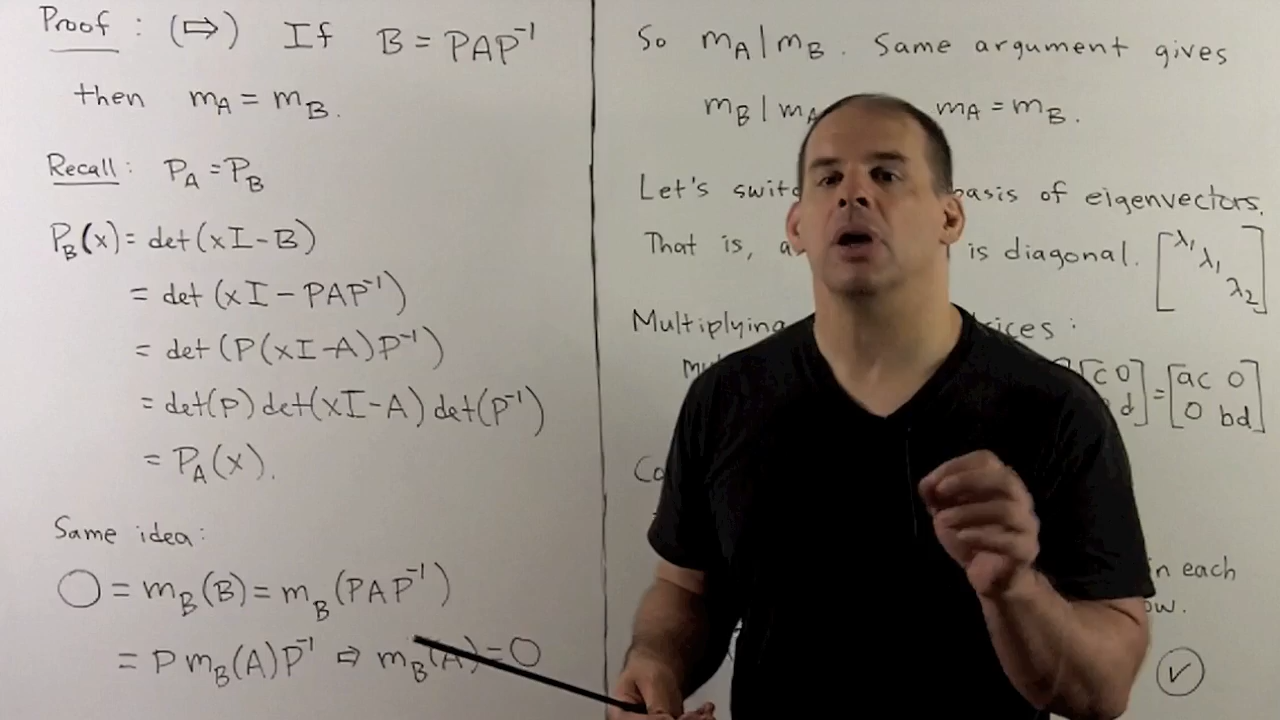 Proof : (⇨) If B = PAP⁻¹
then m_A = m_B.
Recall: P_A = P_B
P_B(x) = det(xI - B)
= det (xI - PAP⁻¹)
= det (P(xI-A)P⁻¹)
= det(P) det(xI-A) det(P⁻¹)
= P_A(x).
Same idea:
O = m_B(B) = m_B(PAP⁻¹)
= P m_B(A)P⁻¹ ⇨ m_B(A) = O
So m_A | m_B. Same argument gives
m_B | m_A m_A = m_B.
Let's basis of eigenvectors.
That is, is diagonal. [λ₁ λ₁ λ₂]
Multiplying :
[c 0 d] = [ac 0 0 bd]
each
✓